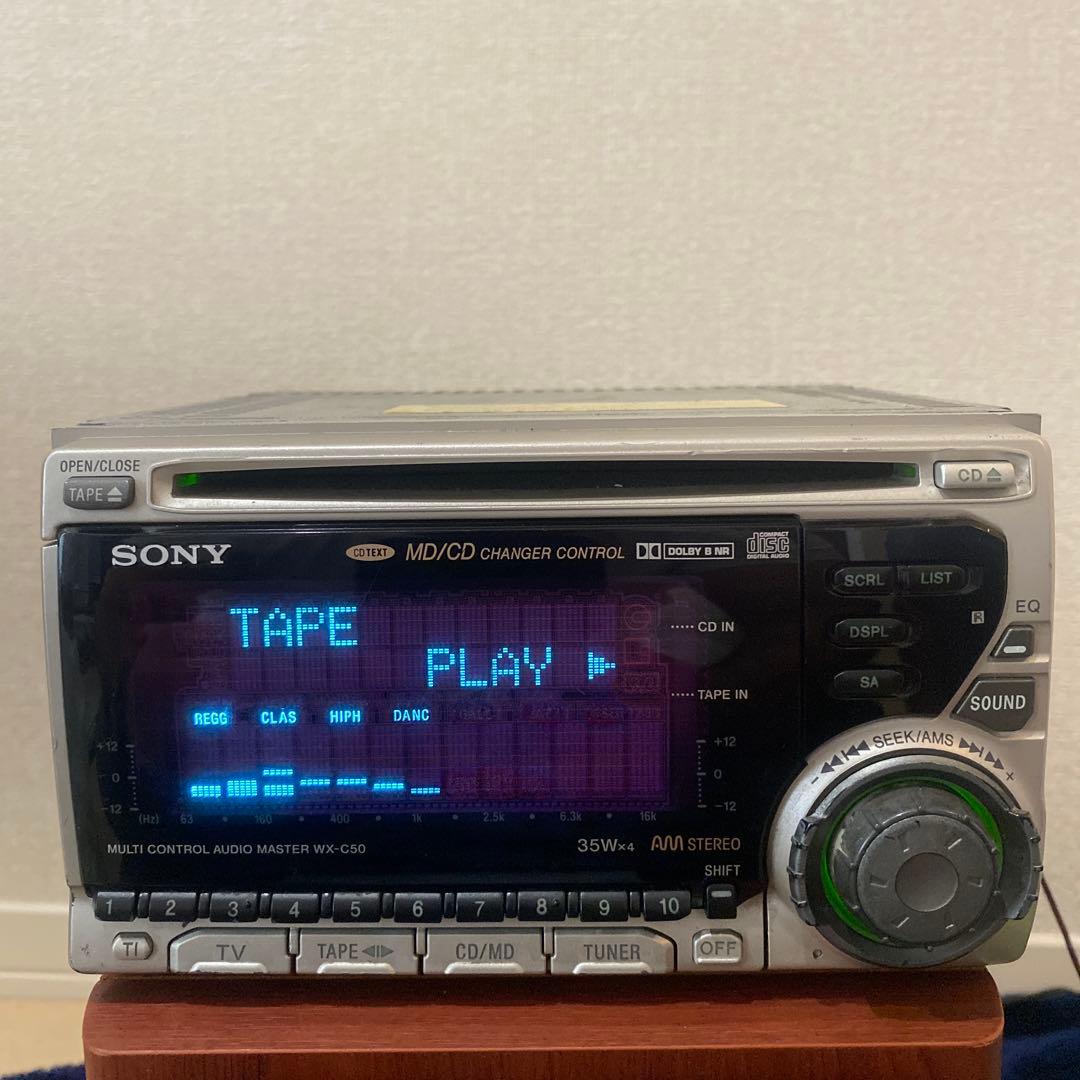 OPEN/CLOSE
TAPE ⏏
CD ⏏
SONY
CD TEXT MD/CD CHANGER CONTROL DOLBY B NR COMPACT disc DIGITAL AUDIO
SCRL LIST
EQ
R
DSPL
SA
SOUND
TAPE
PLAY ▶
CD IN
TAPE IN
REGG CLAS HIPH DANC
+12 +12
0 0
−12 −12
(Hz) 63 • 160 • 400 • 1k • 2.5k • 6.3k • 16k
MULTI CONTROL AUDIO MASTER WX-C50 35W×4 AM STEREO
− ⏮ SEEK/AMS ⏭ +
SHIFT
1 2 3 4 5 6 7 8 9 10
TI TV TAPE ◀▶ CD/MD TUNER OFF